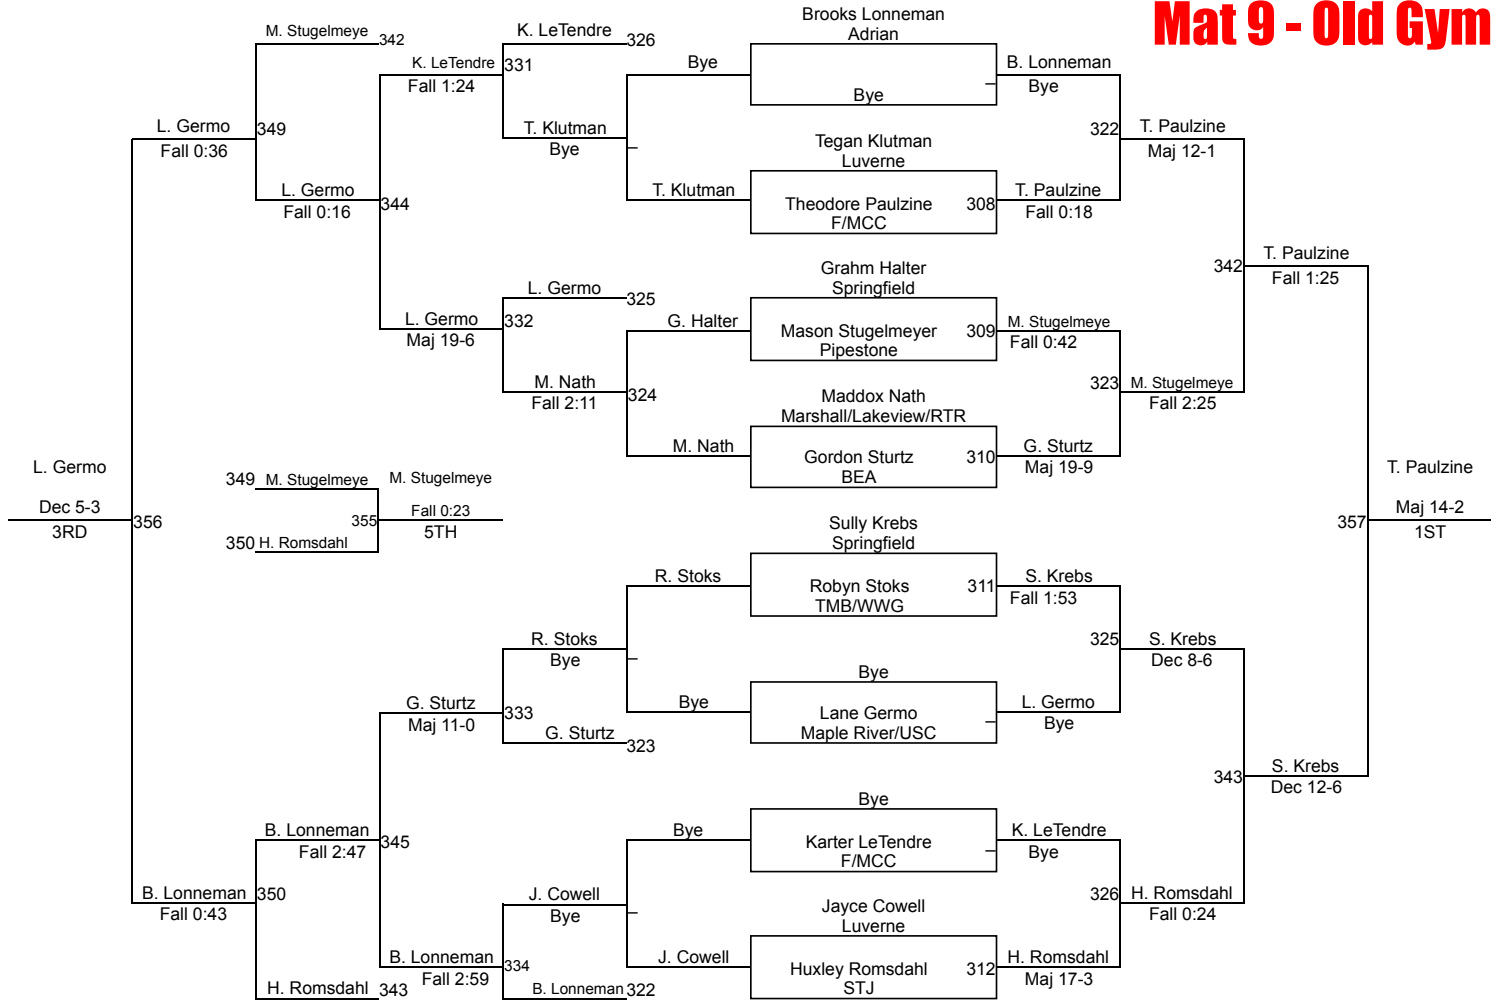 Mat 9 - Old Gym
Brooks Lonneman
Adrian
M. Stugelmeye 342
K. LeTendre 326
K. LeTendre 331
Fall 1:24
Bye
Bye
B. Lonneman
Bye
L. Germo 349
Fall 0:36
T. Klutman
Bye
322
T. Paulzine
Maj 12-1
Tegan Klutman
Luverne
L. Germo
Fall 0:16
344
T. Klutman
Theodore Paulzine 308
F/MCC
T. Paulzine
Fall 0:18
342
T. Paulzine
Fall 1:25
Grahm Halter
Springfield
L. Germo 325
L. Germo 332
Maj 19-6
G. Halter
Mason Stugelmeyer 309
Pipestone
M. Stugelmeye
Fall 0:42
M. Nath
Fall 2:11
324
323
M. Stugelmeye
Fall 2:25
Maddox Nath
Marshall/Lakeview/RTR
M. Nath
Gordon Sturtz 310
BEA
G. Sturtz
Maj 19-9
L. Germo
Dec 5-3
3RD
356
349 M. Stugelmeye
355
350 H. Romsdahl
M. Stugelmeye
Fall 0:23
5TH
T. Paulzine
357
Maj 14-2
1ST
Sully Krebs
Springfield
R. Stoks
Robyn Stoks 311
TMB/WWG
S. Krebs
Fall 1:53
R. Stoks
Bye
325
S. Krebs
Dec 8-6
Bye
G. Sturtz 333
Maj 11-0
Bye
Lane Germo
Maple River/USC
L. Germo
Bye
G. Sturtz 323
343
S. Krebs
Dec 12-6
Bye
B. Lonneman 345
Fall 2:47
Bye
Karter LeTendre
F/MCC
K. LeTendre
Bye
B. Lonneman 350
Fall 0:43
J. Cowell
Bye
326
H. Romsdahl
Fall 0:24
Jayce Cowell
Luverne
B. Lonneman 334
Fall 2:59
J. Cowell
Huxley Romsdahl 312
STJ
H. Romsdahl
Maj 17-3
H. Romsdahl 343
B. Lonneman 322